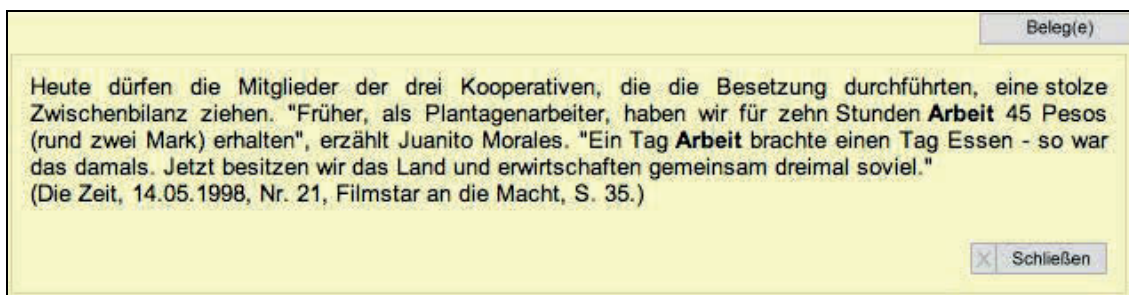 Beleg(e)
Heute dürfen die Mitglieder der drei Kooperativen, die die Besetzung durchführten, eine stolze
Zwischenbilanz ziehen. "Früher, als Plantagenarbeiter, haben wir für zehn Stunden Arbeit 45 Pesos
(rund zwei Mark) erhalten", erzählt Juanito Morales. "Ein Tag Arbeit brachte einen Tag Essen - so war
das damals. Jetzt besitzen wir das Land und erwirtschaften gemeinsam dreimal soviel."
(Die Zeit, 14.05.1998, Nr. 21, Filmstar an die Macht, S. 35.)
X Schließen